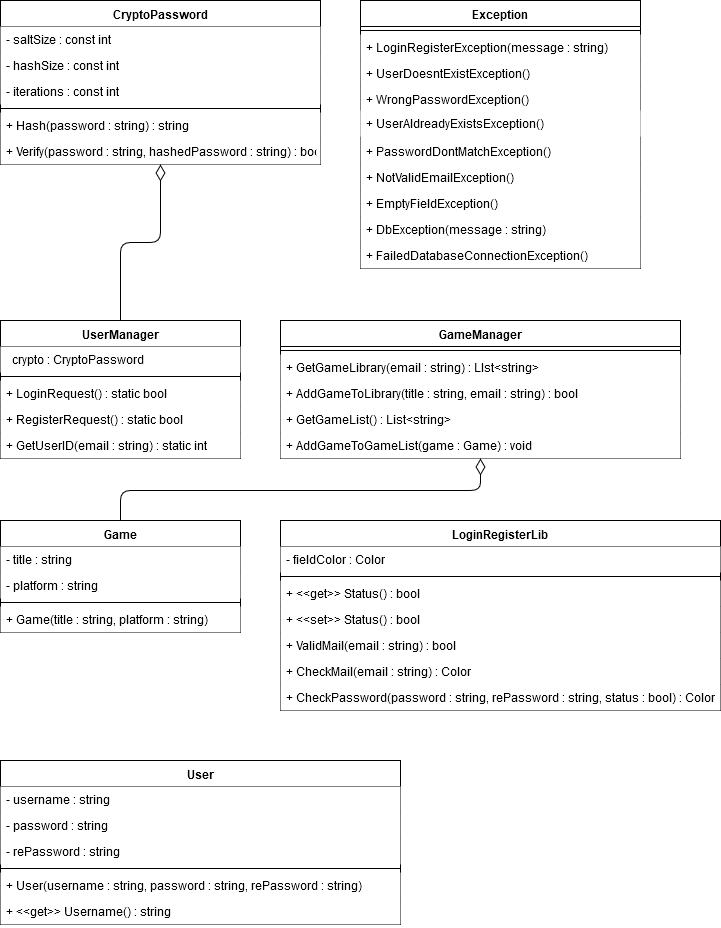 CryptoPassword
- saltSize : const int
- hashSize : const int
- iterations : const int
+ Hash(password : string) : string
+ Verify(password : string, hashedPassword : string) : boo
Exception
+ LoginRegisterException(message : string)
+ UserDoesntExistException()
+ WrongPasswordException()
+ UserAldreadyExistsException()
+ PasswordDontMatchException()
+ NotValidEmailException()
+ EmptyFieldException()
+ DbException(message : string)
+ FailedDatabaseConnectionException()
UserManager
crypto : CryptoPassword
+ LoginRequest() : static bool
+ RegisterRequest() : static bool
+ GetUserID(email : string) : static int
GameManager
+ GetGameLibrary(email : string) : LIst<string>
+ AddGameToLibrary(title : string, email : string) : bool
+ GetGameList() : List<string>
+ AddGameToGameList(game : Game) : void
Game
- title : string
- platform : string
+ Game(title : string, platform : string)
LoginRegisterLib
- fieldColor : Color
+ <<get>> Status() : bool
+ <<set>> Status() : bool
+ ValidMail(email : string) : bool
+ CheckMail(email : string) : Color
+ CheckPassword(password : string, rePassword : string, status : bool) : Color
User
- username : string
- password : string
- rePassword : string
+ User(username : string, password : string, rePassword : string)
+ <<get>> Username() : string